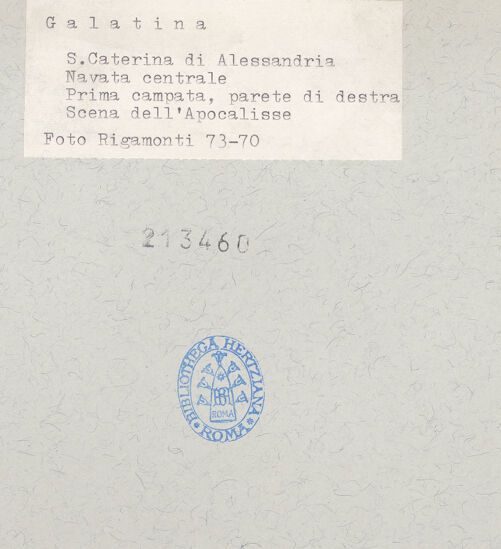 Galatina
S.Caterina di Alessandria
Navata centrale
Prima campata, parete di destra
Scena dell'Apocalisse
Foto Rigamonti 73-70
213460
BIBLIOTHECA HERTZIANA
ROMA
ROMA